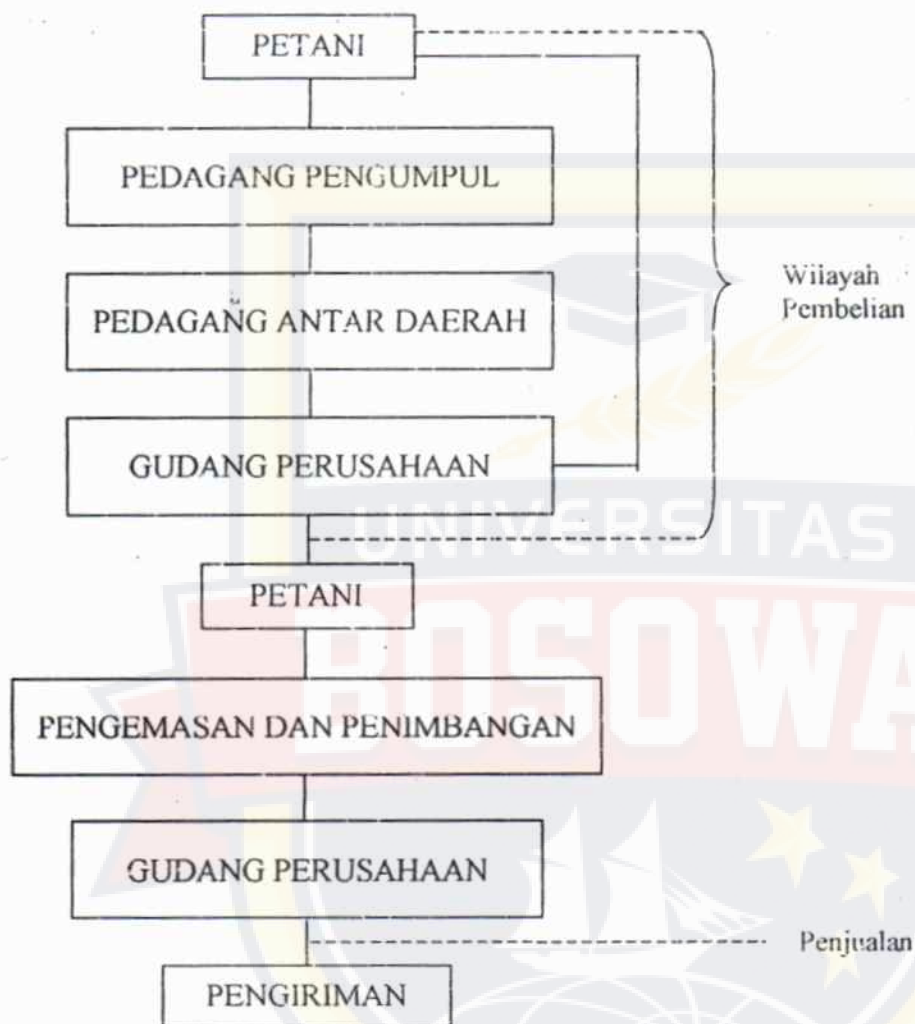 PETANI
PEDAGANG PENGUMPUL
PEDAGANG ANTAR DAERAH
GUDANG PERUSAHAAN
Wilayah
Pembelian
UNIVERSITAS
PETANI
BOSOWA
PENGEMASAN DAN PENIMBANGAN
GUDANG PERUSAHAAN
Penjualan
PENGIRIMAN